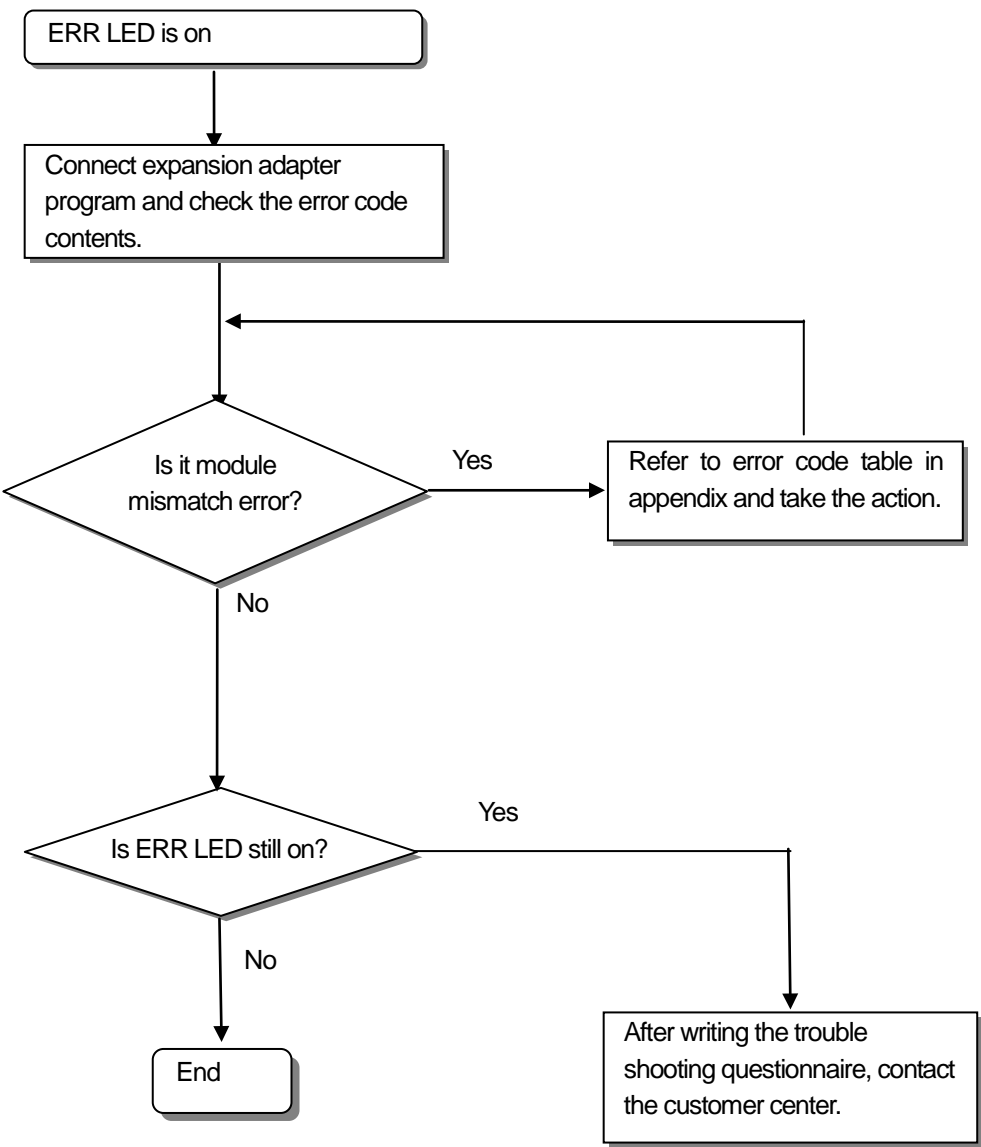 ERR LED is on
Connect expansion adapter
program and check the error code
contents.
Is it module
mismatch error?
Yes
Refer to error code table in
appendix and take the action.
No
Is ERR LED still on?
Yes
No
End
After writing the trouble
shooting questionnaire, contact
the customer center.